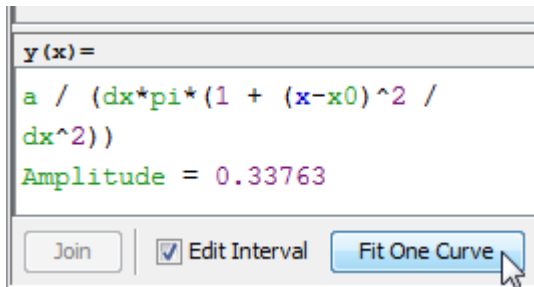 y(x)=
a / (dx*pi*(1 + (x-x0)^2 /
dx^2))
Amplitude = 0.33763
Join Edit Interval Fit One Curve